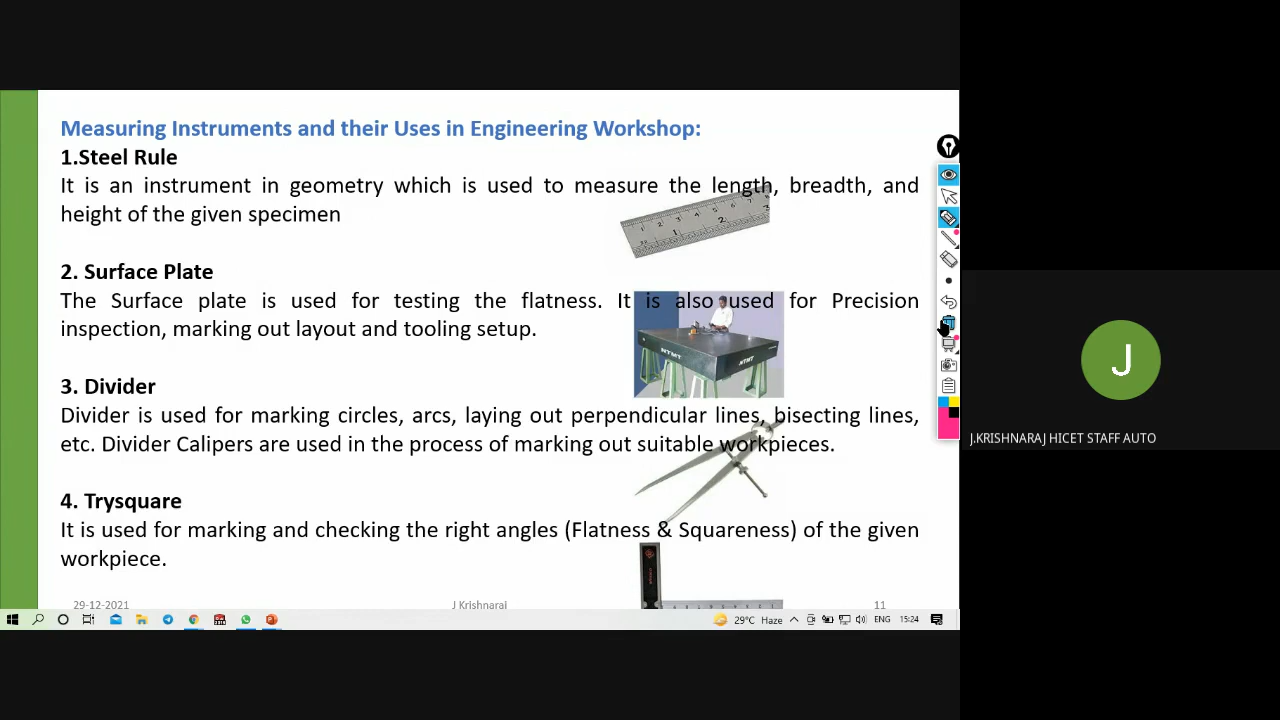 Measuring Instruments and their Uses in Engineering Workshop:
1.Steel Rule
It is an instrument in geometry which is used to measure the length, breadth, and
height of the given specimen
2. Surface Plate
The Surface plate is used for testing the flatness. It is also used for Precision
inspection, marking out layout and tooling setup.
NTMT
NTMT
3. Divider
Divider is used for marking circles, arcs, laying out perpendicular lines, bisecting lines,
etc. Divider Calipers are used in the process of marking out suitable workpieces.
4. Trysquare
It is used for marking and checking the right angles (Flatness & Squareness) of the given
workpiece.
29-12-2021
J Krishnaraj
11
29°C Haze
ENG
15:24
J
J.KRISHNARAJ HICET STAFF AUTO